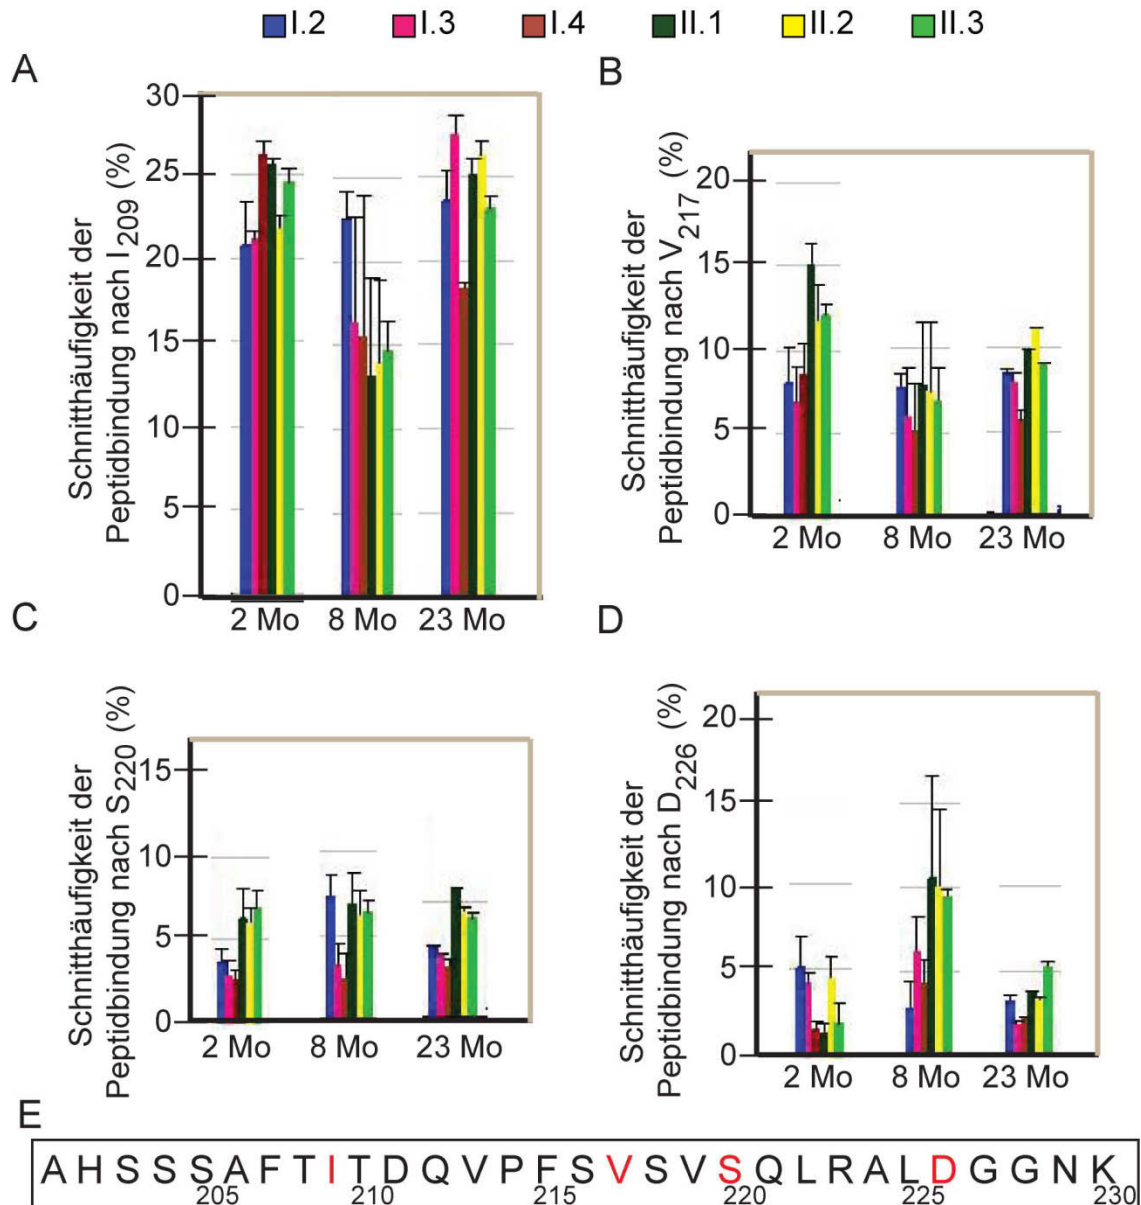 I.2 I.3 I.4 II.1 II.2 II.3
A
Schnitthäufigkeit der
Peptidbindung nach I209 (%)
30
25
20
15
10
5
0
2 Mo 8 Mo 23 Mo
B
Schnitthäufigkeit der
Peptidbindung nach V217 (%)
20
15
10
5
0
2 Mo 8 Mo 23 Mo
C
Schnitthäufigkeit der
Peptidbindung nach S220 (%)
15
10
5
0
2 Mo 8 Mo 23 Mo
D
Schnitthäufigkeit der
Peptidbindung nach D226 (%)
20
15
10
5
0
2 Mo 8 Mo 23 Mo
E
A H S S S A F T I T D Q V P F S V S V S Q L R A L D G G N K
205 210 215 220 225 230